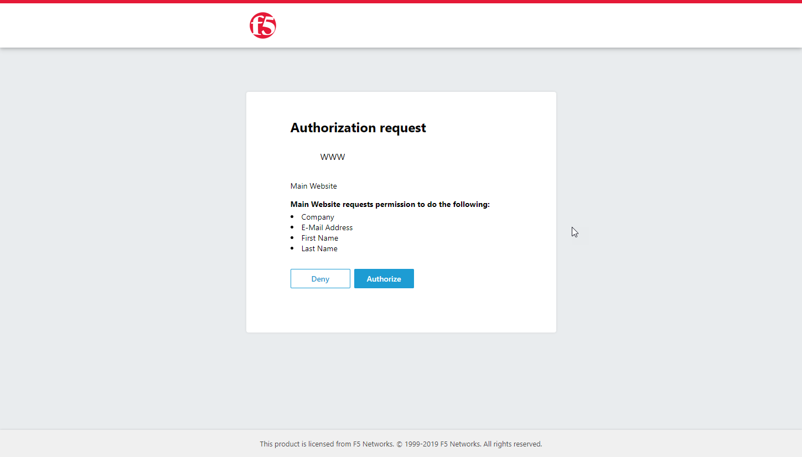 f5
Authorization request
WWW
Main Website
Main Website requests permission to do the following:
• Company
• E-Mail Address
• First Name
• Last Name
Deny Authorize
This product is licensed from F5 Networks. © 1999-2019 F5 Networks. All rights reserved.